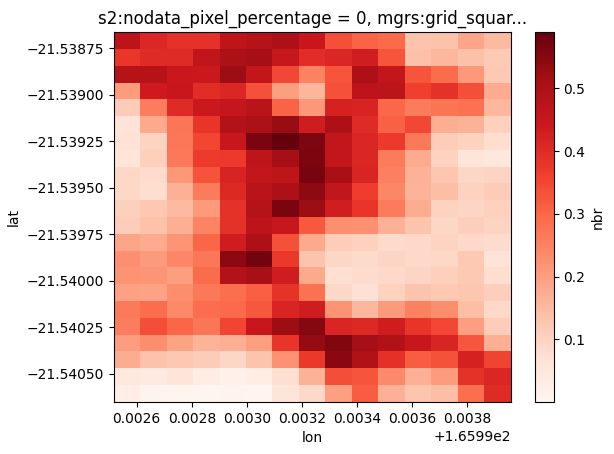 s2:nodata_pixel_percentage = 0, mgrs:grid_squar...
−21.53875
−21.53900
−21.53925
−21.53950
−21.53975
−21.54000
−21.54025
−21.54050
lat
0.0026 0.0028 0.0030 0.0032 0.0034 0.0036 0.0038
lon
+1.6599e2
0.5
0.4
0.3
0.2
0.1
nbr